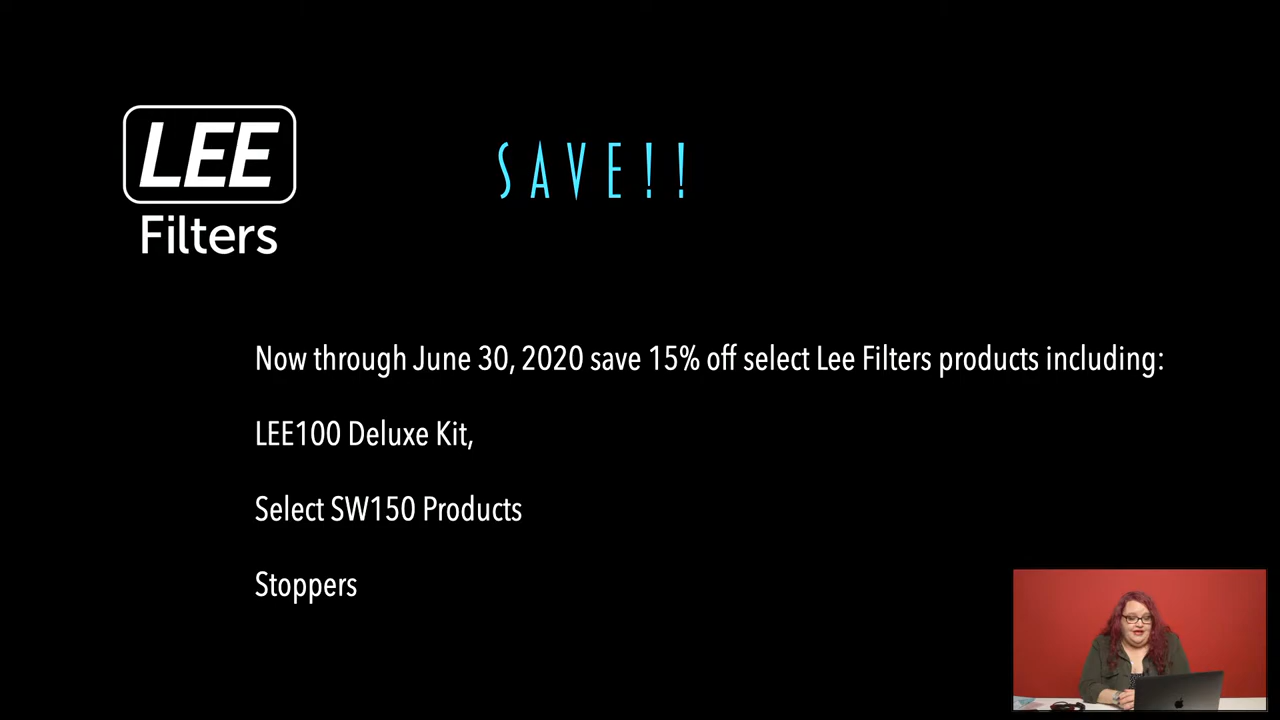 LEE
Filters
SAVE!!
Now through June 30, 2020 save 15% off select Lee Filters products including:
LEE100 Deluxe Kit,
Select SW150 Products
Stoppers